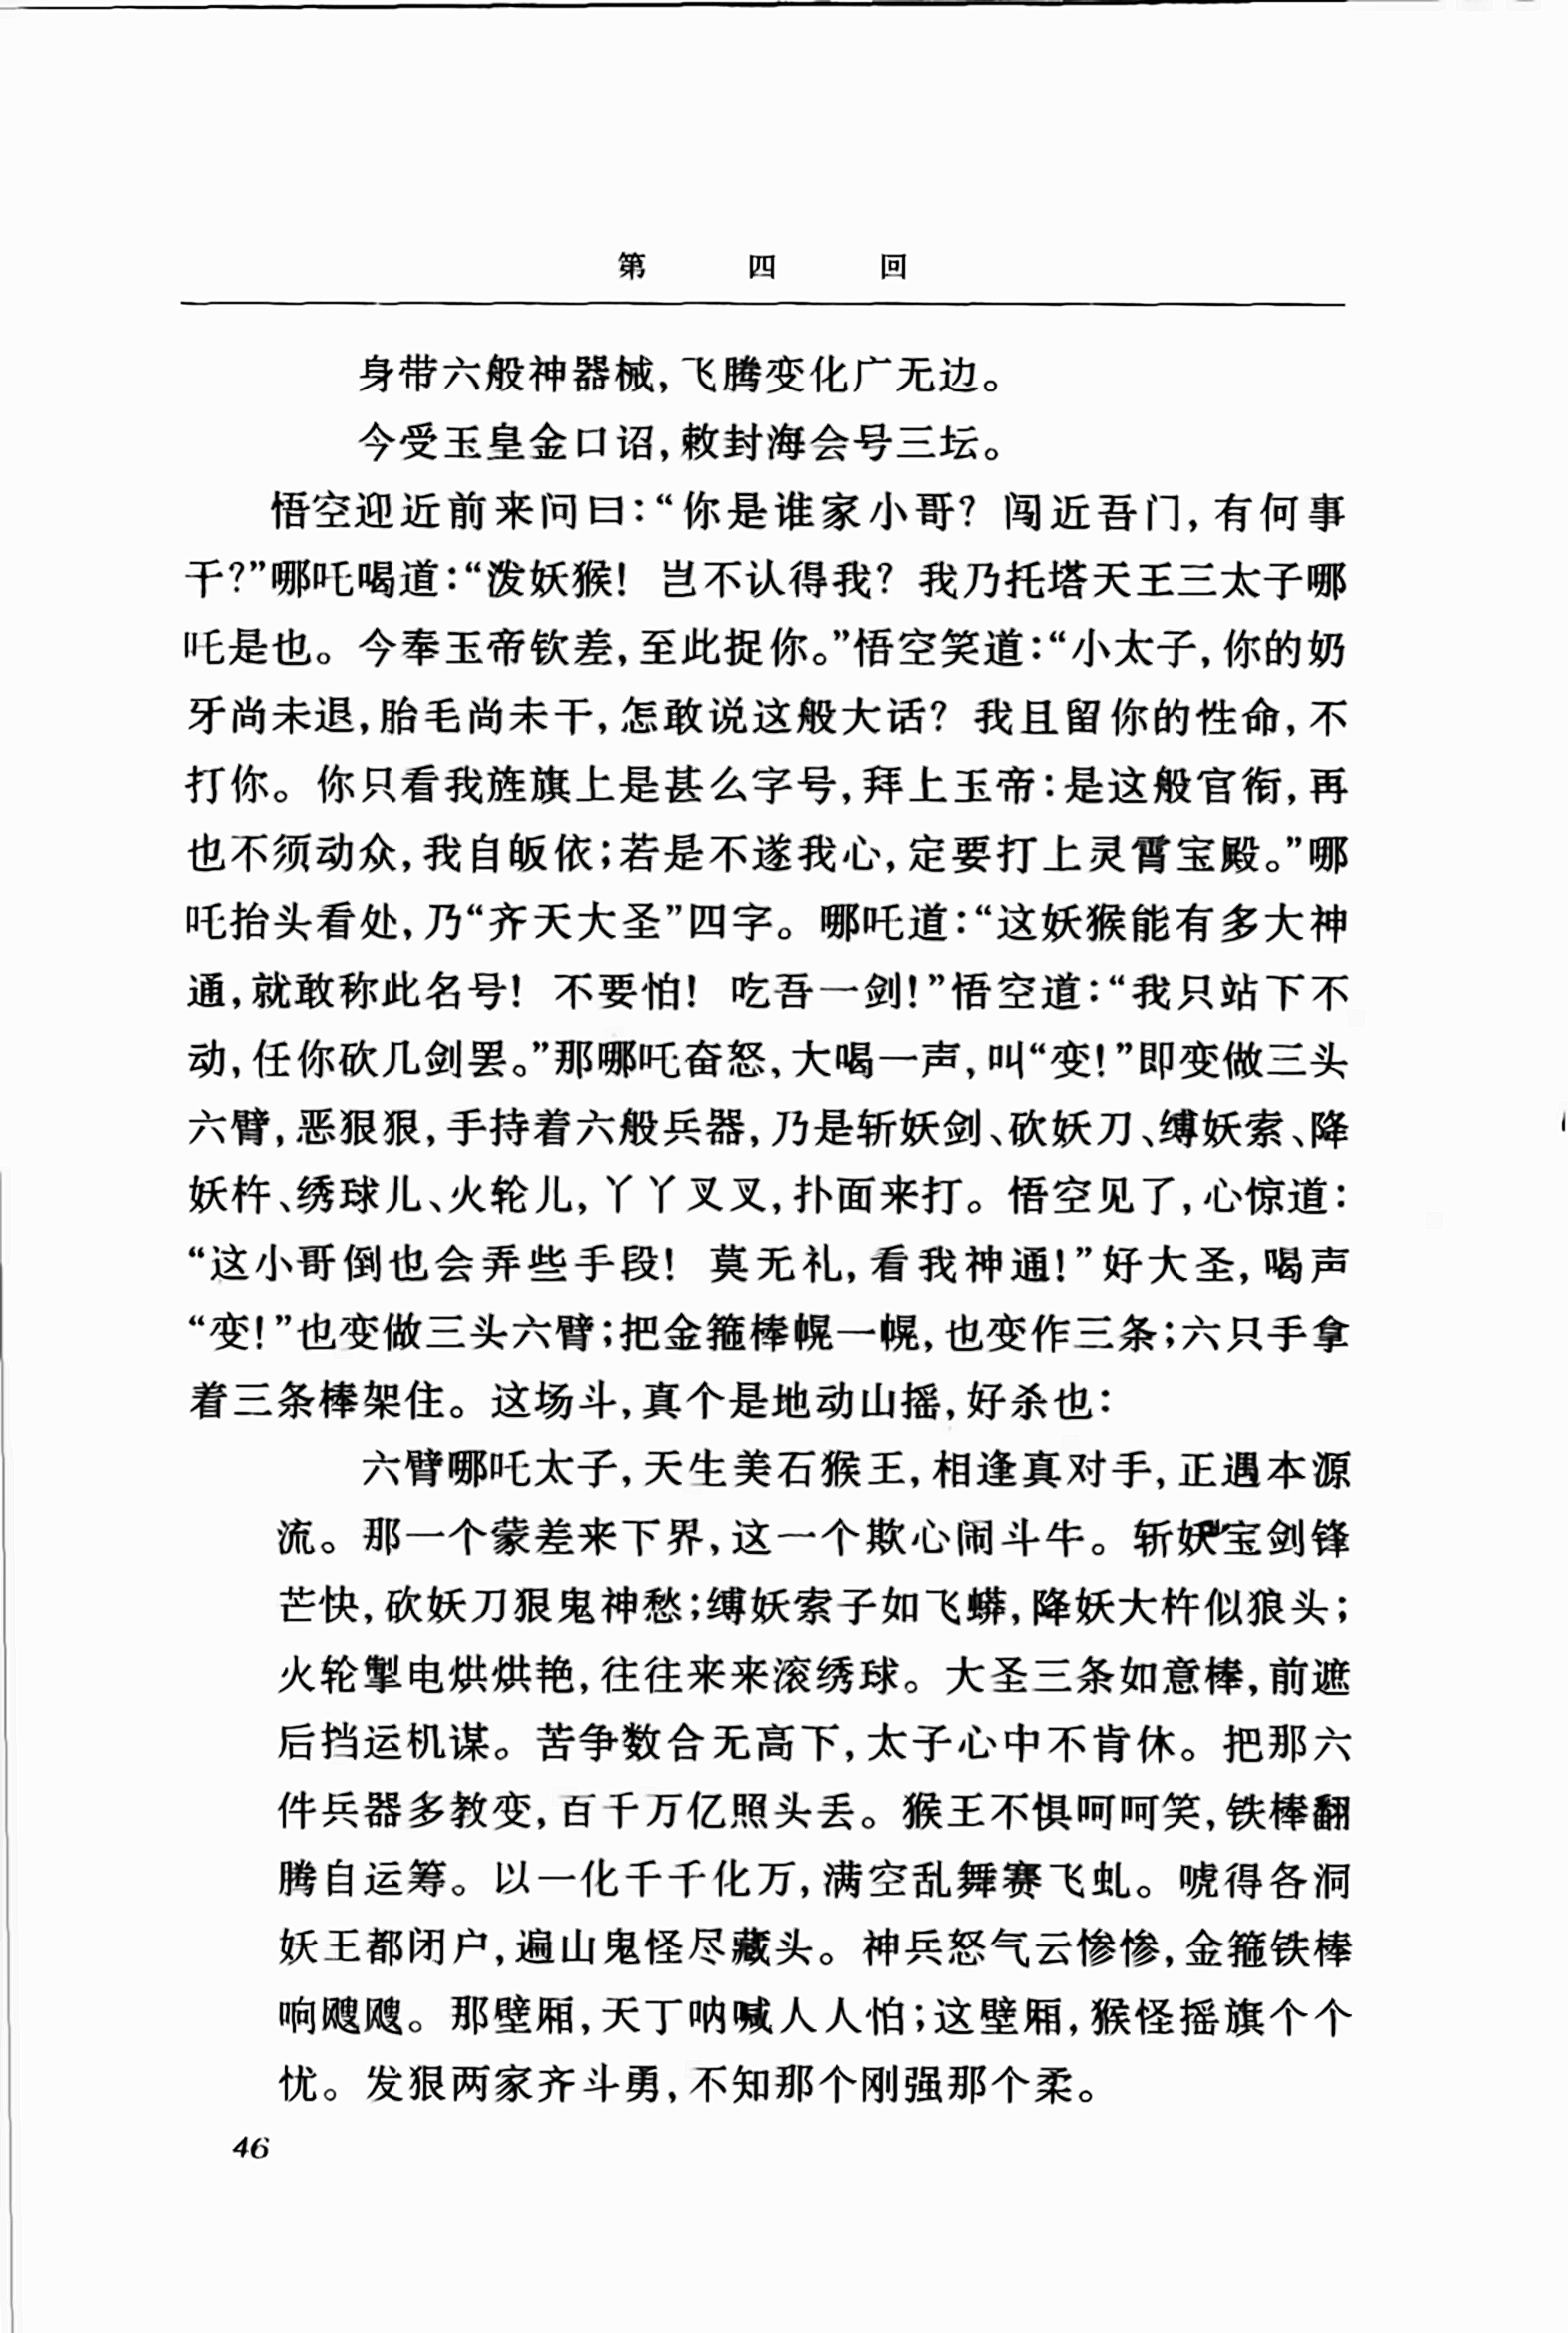 第四回
身带六般神器械，飞腾变化广无边。
今受玉皇金口诏，敕封海会号三坛。
悟空迎近前来问曰：“你是谁家小哥？闯近吾门，有何事
干？”哪吒喝道：“泼妖猴！岂不认得我？我乃托塔天王三太子哪
吒是也。今奉玉帝钦差，至此捉你。”悟空笑道：“小太子，你的奶
牙尚未退，胎毛尚未干，怎敢说这般大话？我且留你的性命，不
打你。你只看我旌旗上是甚么字号，拜上玉帝：是这般官衔，再
也不须动众，我自皈依；若是不遂我心，定要打上灵霄宝殿。”哪
吒抬头看处，乃“齐天大圣”四字。哪吒道：“这妖猴能有多大神
通，就敢称此名号！不要怕！吃吾一剑！”悟空道：“我只站下不
动，任你砍几剑罢。”那哪吒奋怒，大喝一声，叫“变！”即变做三头
六臂，恶狠狠，手持着六般兵器，乃是斩妖剑、砍妖刀、缚妖索、降
妖杵、绣球儿、火轮儿，丫丫叉叉，扑面来打。悟空见了，心惊道：
“这小哥倒也会弄些手段！莫无礼，看我神通！”好大圣，喝声
“变！”也变做三头六臂；把金箍棒幌一幌，也变作三条；六只手拿
着三条棒架住。这场斗，真个是地动山摇，好杀也：
六臂哪吒太子，天生美石猴王，相逢真对手，正遇本源
流。那一个蒙差来下界，这一个欺心闹斗牛。斩妖宝剑锋
芒快，砍妖刀狠鬼神愁；缚妖索子如飞蟒，降妖大杵似狼头；
火轮掣电烘烘艳，往往来来滚绣球。大圣三条如意棒，前遮
后挡运机谋。苦争数合无高下，太子心中不肯休。把那六
件兵器多教变，百千万亿照头丢。猴王不惧呵呵笑，铁棒翻
腾自运筹。以一化千千化万，满空乱舞赛飞虬。唬得各洞
妖王都闭户，遍山鬼怪尽藏头。神兵怒气云惨惨，金箍铁棒
响飕飕。那壁厢，天丁呐喊人人怕；这壁厢，猴怪摇旗个个
忧。发狠两家齐斗勇，不知那个刚强那个柔。
46